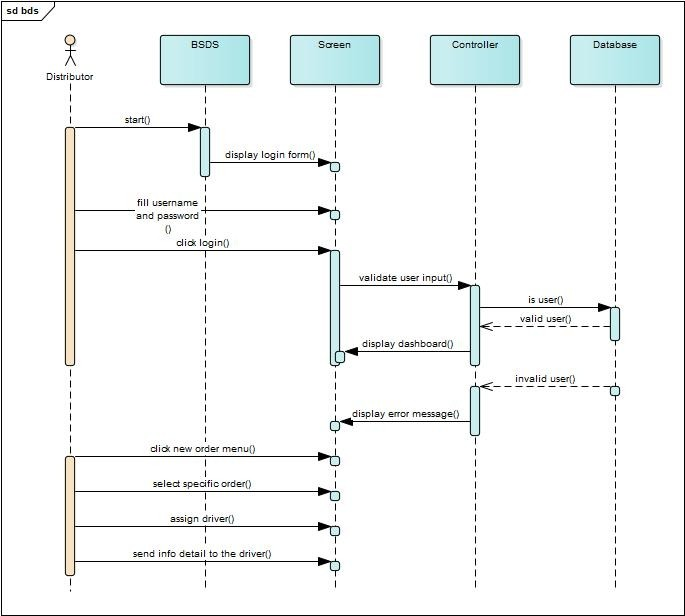 sd bds
BSDS
Screen
Controller
Database
Distributor
start()
display login form()
fill username
and password
()
click login()
validate user input()
is user()
valid user()
display dashboard()
invalid user()
display error message()
click new order menu()
select specific order()
assign driver()
send info detail to the driver()